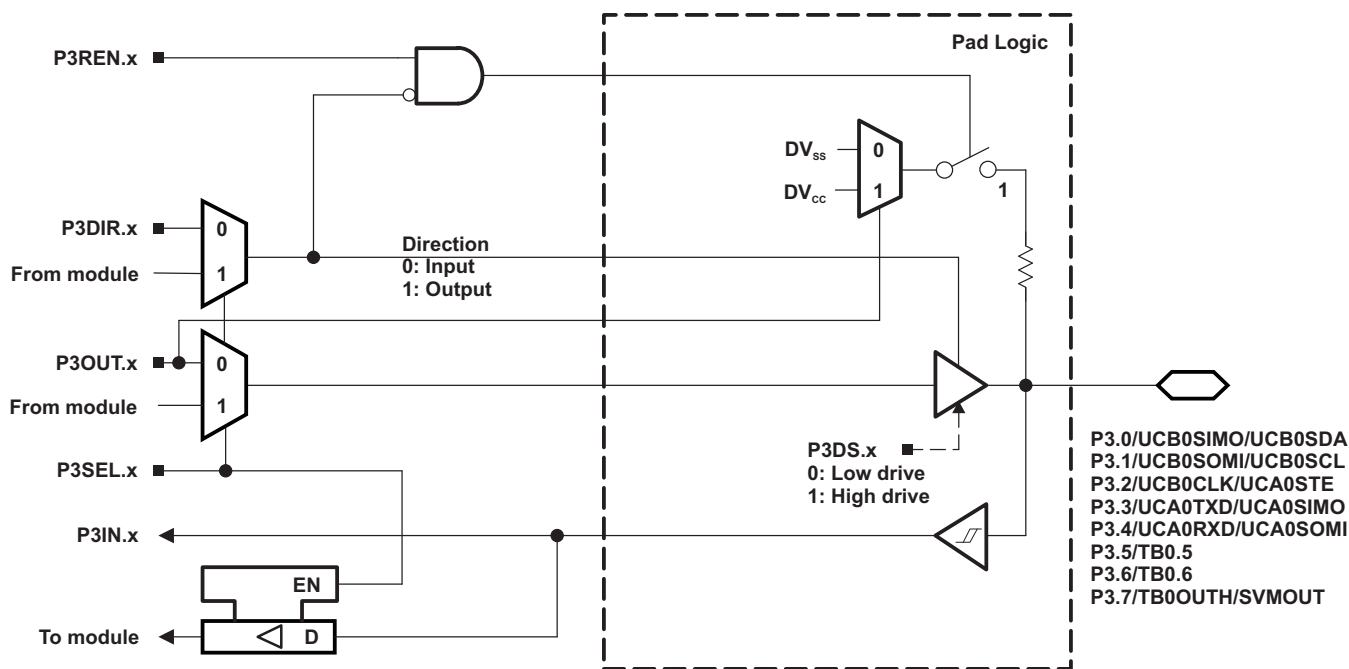 Pad Logic
P3REN.x
DVSS
0
DVCC
1
1
P3DIR.x
0
From module
1
Direction
0: Input
1: Output
P3OUT.x
0
From module
1
P3DS.x
0: Low drive
1: High drive
P3SEL.x
P3IN.x
EN
D
To module
P3.0/UCB0SIMO/UCB0SDA
P3.1/UCB0SOMI/UCB0SCL
P3.2/UCB0CLK/UCA0STE
P3.3/UCA0TXD/UCA0SIMO
P3.4/UCA0RXD/UCA0SOMI
P3.5/TB0.5
P3.6/TB0.6
P3.7/TB0OUTH/SVMOUT